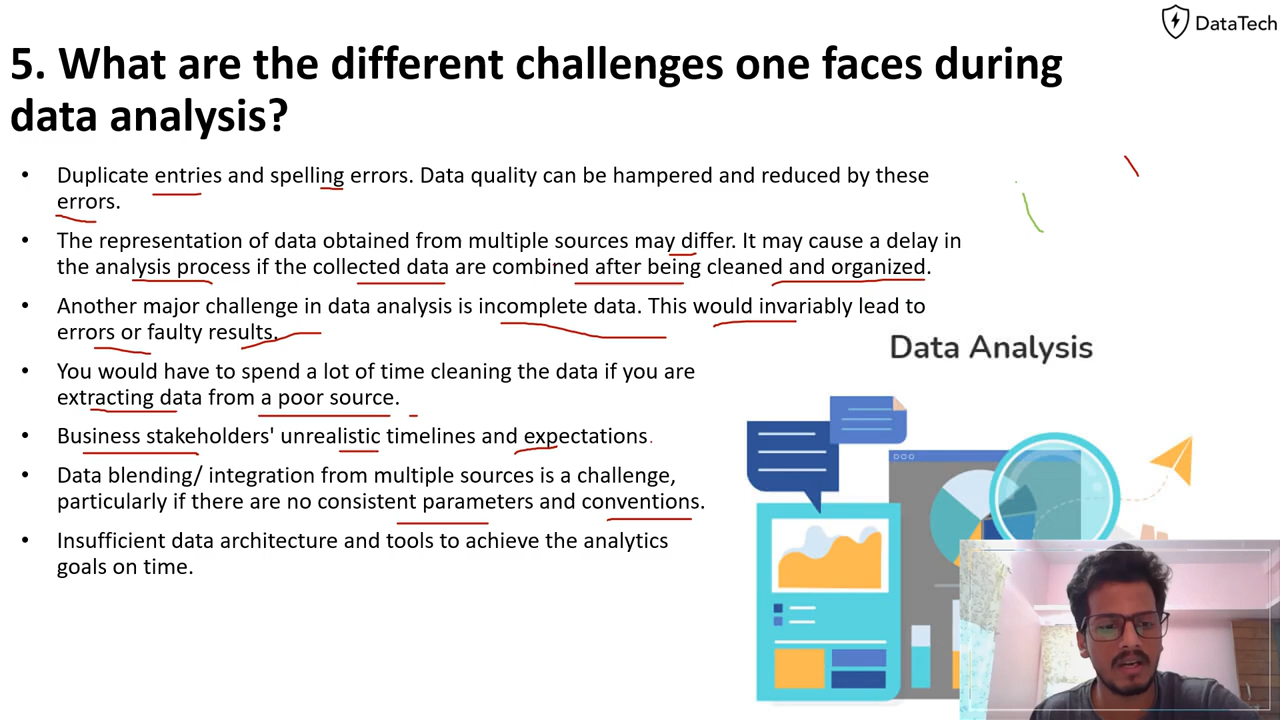 DataTech
5. What are the different challenges one faces during
data analysis?
• Duplicate entries and spelling errors. Data quality can be hampered and reduced by these
errors.
• The representation of data obtained from multiple sources may differ. It may cause a delay in
the analysis process if the collected data are combined after being cleaned and organized.
• Another major challenge in data analysis is incomplete data. This would invariably lead to
errors or faulty results.
Data Analysis
• You would have to spend a lot of time cleaning the data if you are
extracting data from a poor source.
• Business stakeholders' unrealistic timelines and expectations.
• Data blending/ integration from multiple sources is a challenge,
particularly if there are no consistent parameters and conventions.
• Insufficient data architecture and tools to achieve the analytics
goals on time.